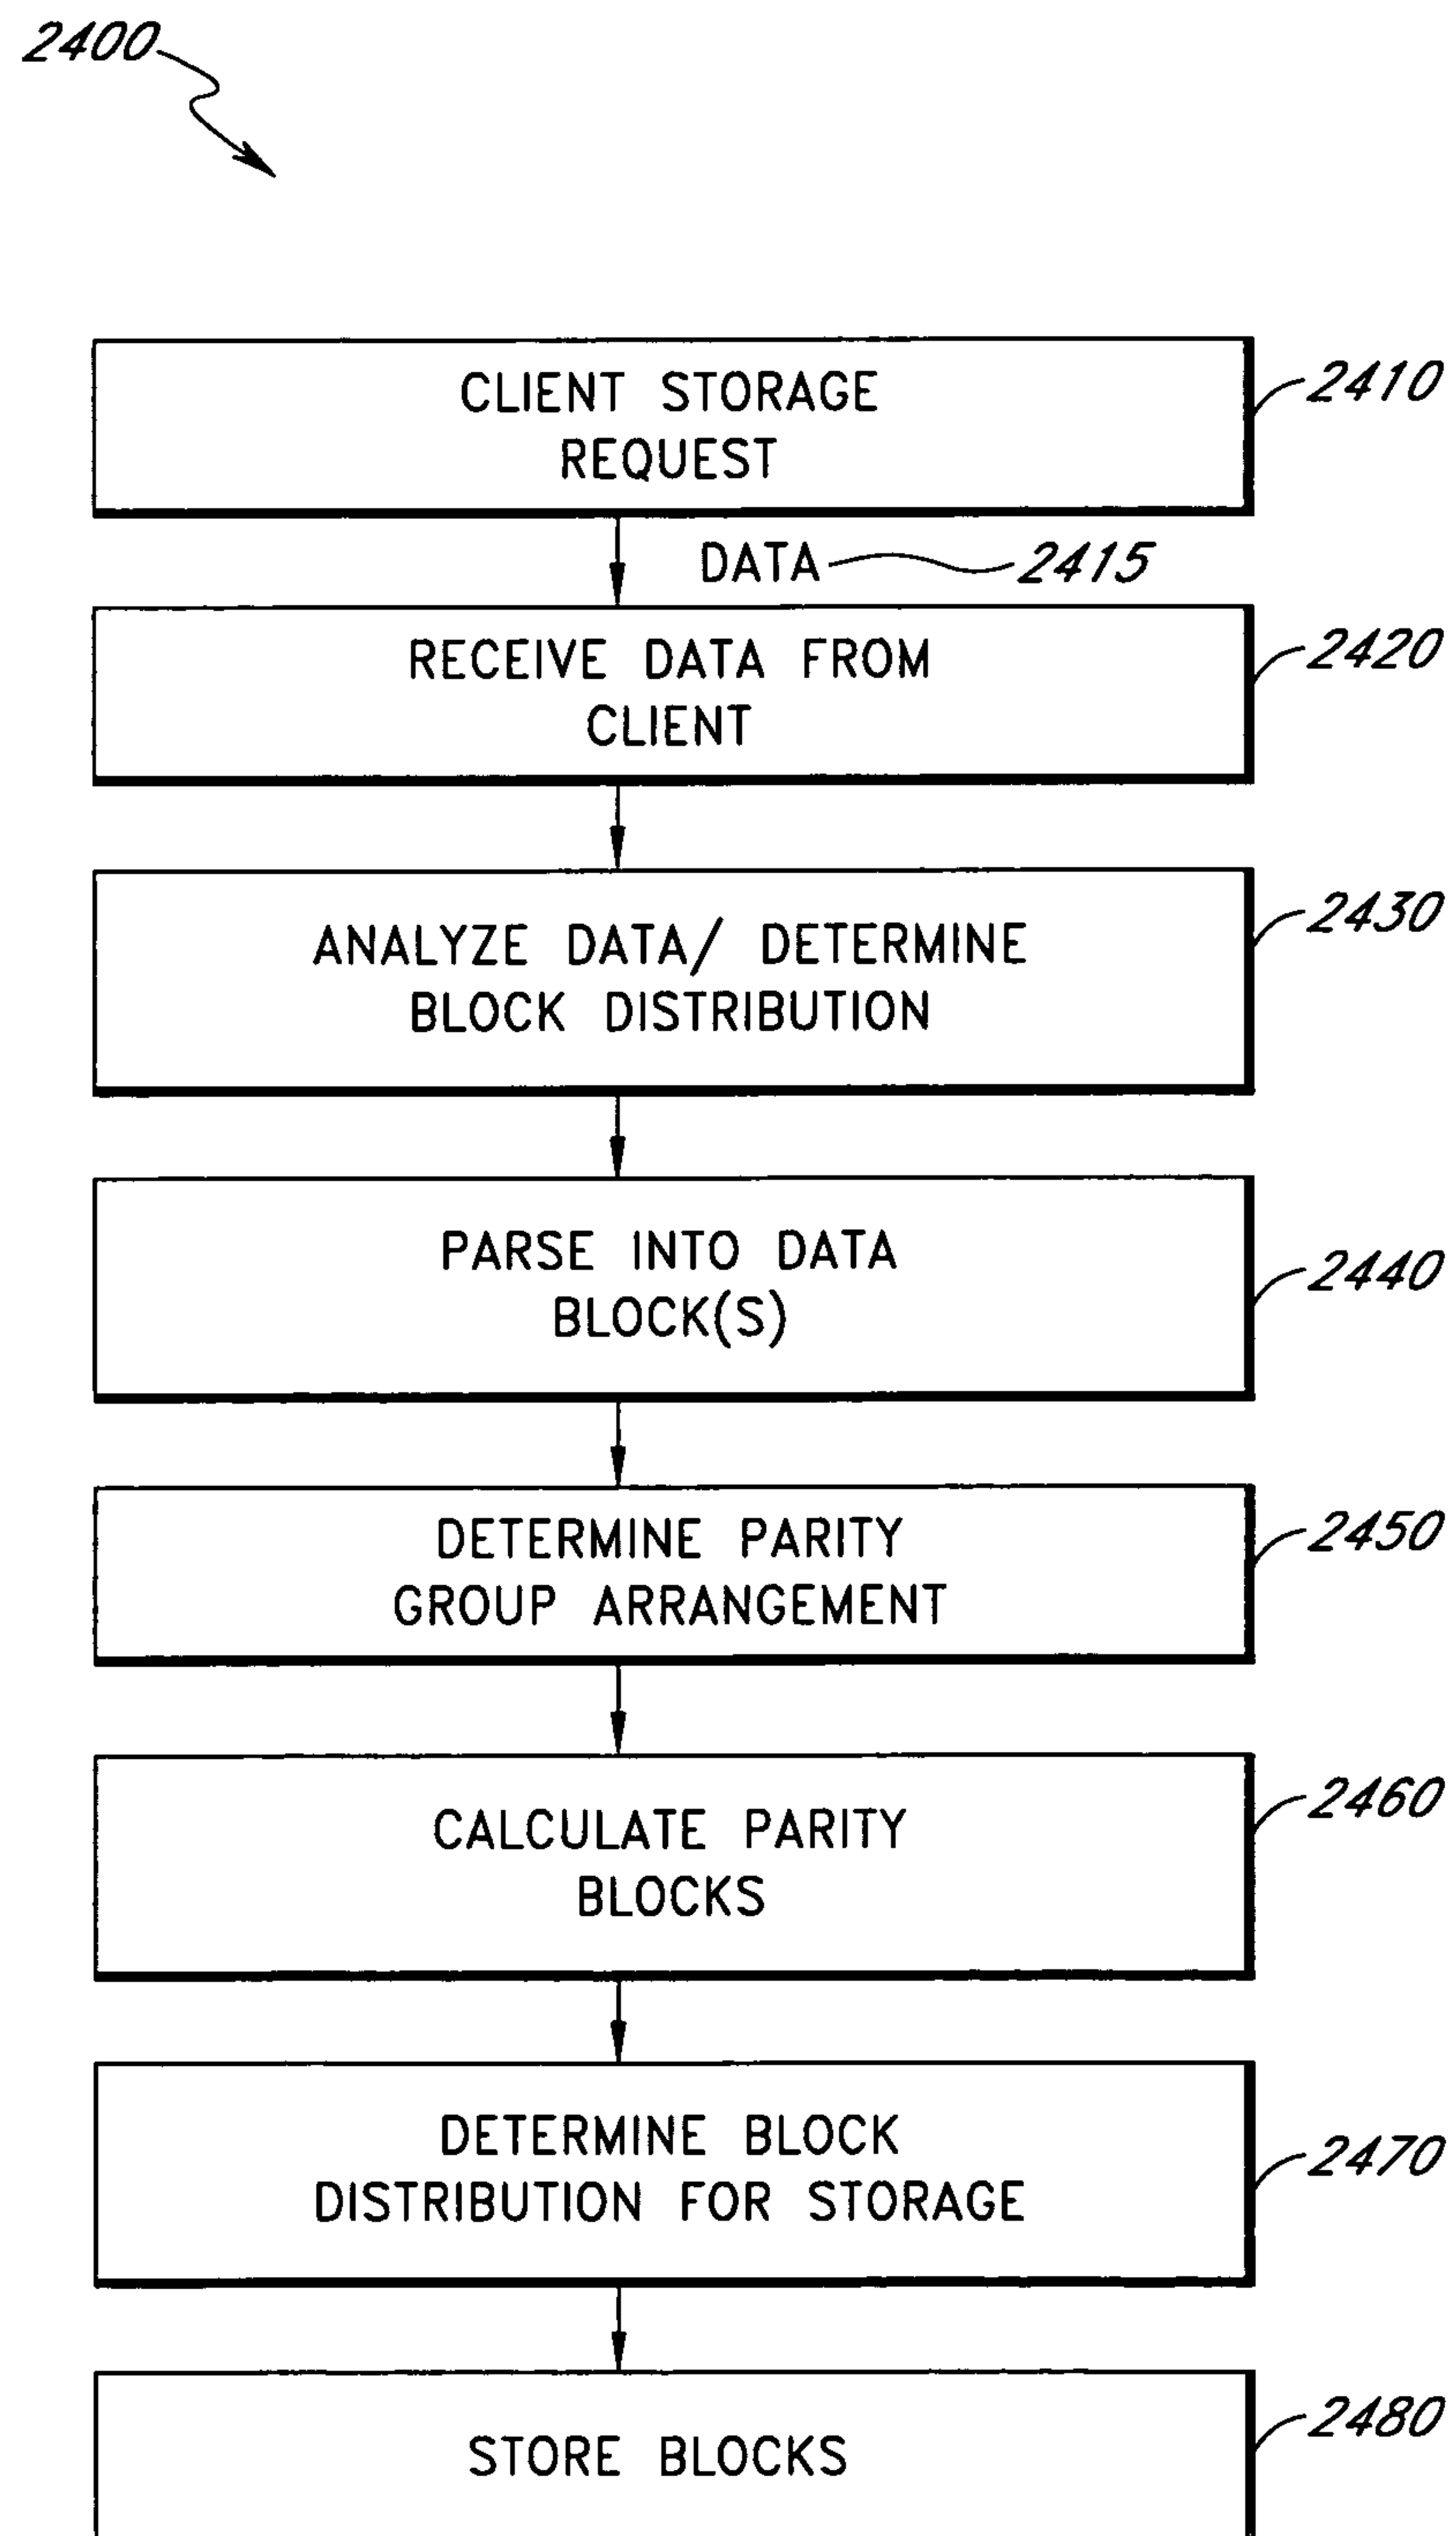 2400
CLIENT STORAGE
REQUEST
2410
DATA 2415
RECEIVE DATA FROM
CLIENT
2420
ANALYZE DATA/ DETERMINE
BLOCK DISTRIBUTION
2430
PARSE INTO DATA
BLOCK(S)
2440
DETERMINE PARITY
GROUP ARRANGEMENT
2450
CALCULATE PARITY
BLOCKS
2460
DETERMINE BLOCK
DISTRIBUTION FOR STORAGE
2470
STORE BLOCKS
2480